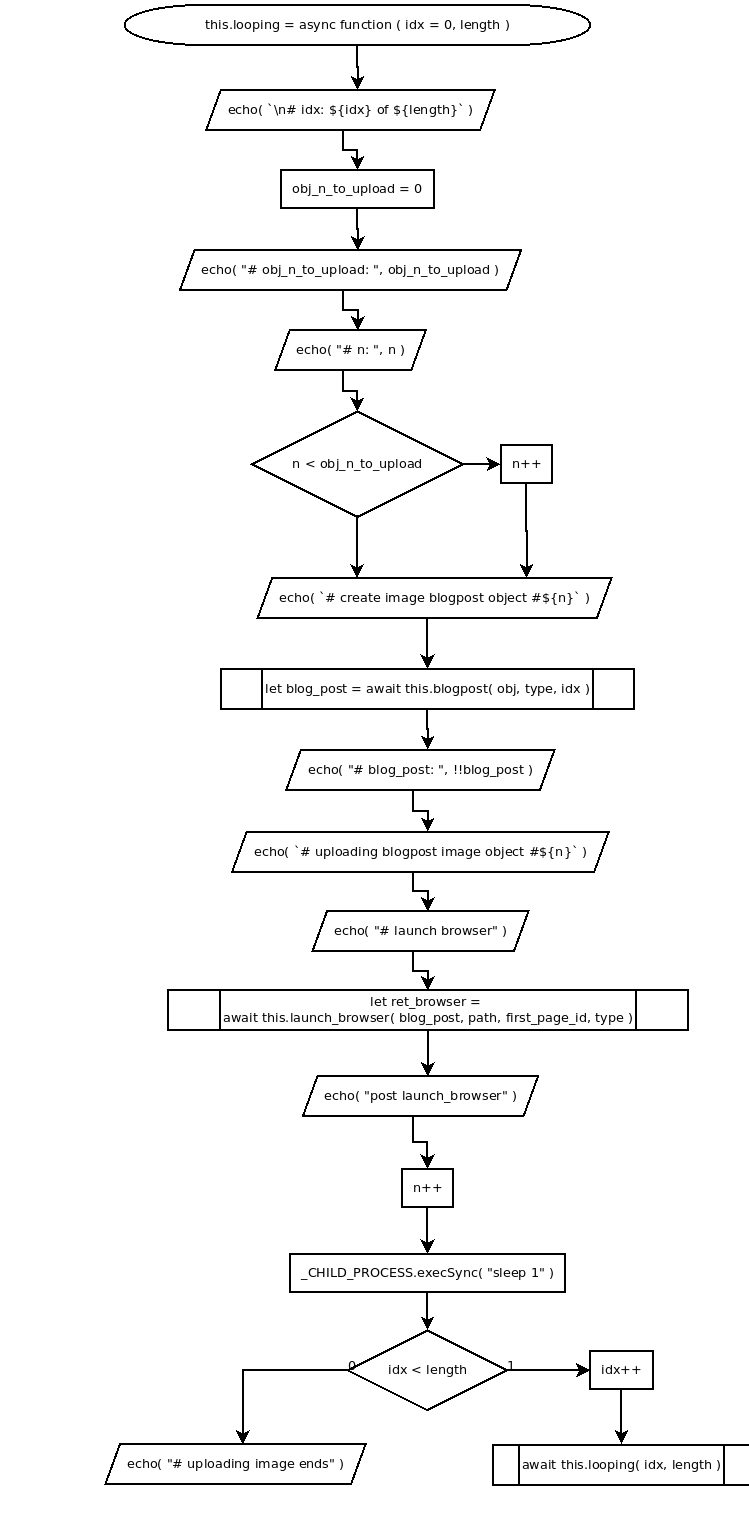 this.looping = async function ( idx = 0, length )
echo( `\n# idx: ${idx} of ${length}` )
obj_n_to_upload = 0
echo( "# obj_n_to_upload: ", obj_n_to_upload )
echo( "# n: ", n )
n < obj_n_to_upload
n++
echo( `# create image blogpost object #${n}` )
let blog_post = await this.blogpost( obj, type, idx )
echo( "# blog_post: ", !!blog_post )
echo( `# uploading blogpost image object #${n}` )
echo( "# launch browser" )
let ret_browser =
await this.launch_browser( blog_post, path, first_page_id, type )
echo( "post launch_browser" )
n++
_CHILD_PROCESS.execSync( "sleep 1" )
0
idx < length
1
idx++
echo( "# uploading image ends" )
await this.looping( idx, length )